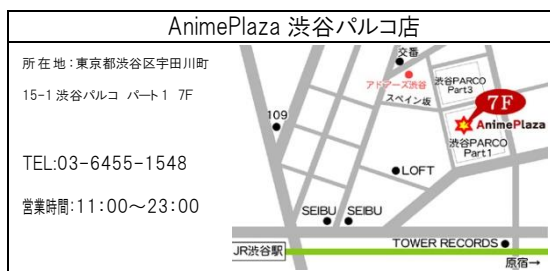 AnimePlaza 渋谷パルコ店
所在地:東京都渋谷区宇田川町
15-1 渋谷パルコ パート1 7F
TEL:03-6455-1548
営業時間:11:00～23:00
交番
アドアーズ渋谷
スペイン坂
渋谷PARCO
Part3
7F
AnimePlaza
渋谷PARCO
Part1
109
LOFT
SEIBU
SEIBU
JR渋谷駅
TOWER RECORDS
原宿→